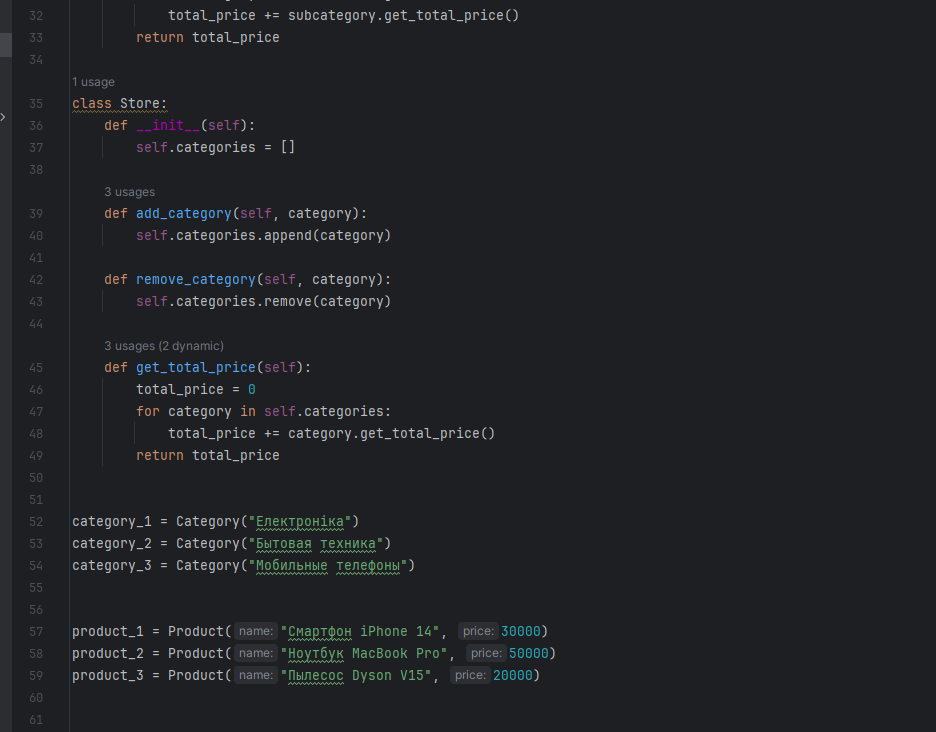 32 total_price += subcategory.get_total_price()
33 return total_price
34
1 usage
35 class Store:
36 def __init__(self):
37 self.categories = []
38
3 usages
39 def add_category(self, category):
40 self.categories.append(category)
41
42 def remove_category(self, category):
43 self.categories.remove(category)
44
3 usages (2 dynamic)
45 def get_total_price(self):
46 total_price = 0
47 for category in self.categories:
48 total_price += category.get_total_price()
49 return total_price
50
51
52 category_1 = Category("Електроніка")
53 category_2 = Category("Бытовая техника")
54 category_3 = Category("Мобильные телефоны")
55
56
57 product_1 = Product( name: "Смартфон iPhone 14", price: 30000)
58 product_2 = Product( name: "Ноутбук MacBook Pro", price: 50000)
59 product_3 = Product( name: "Пылесос Dyson V15", price: 20000)
60
61